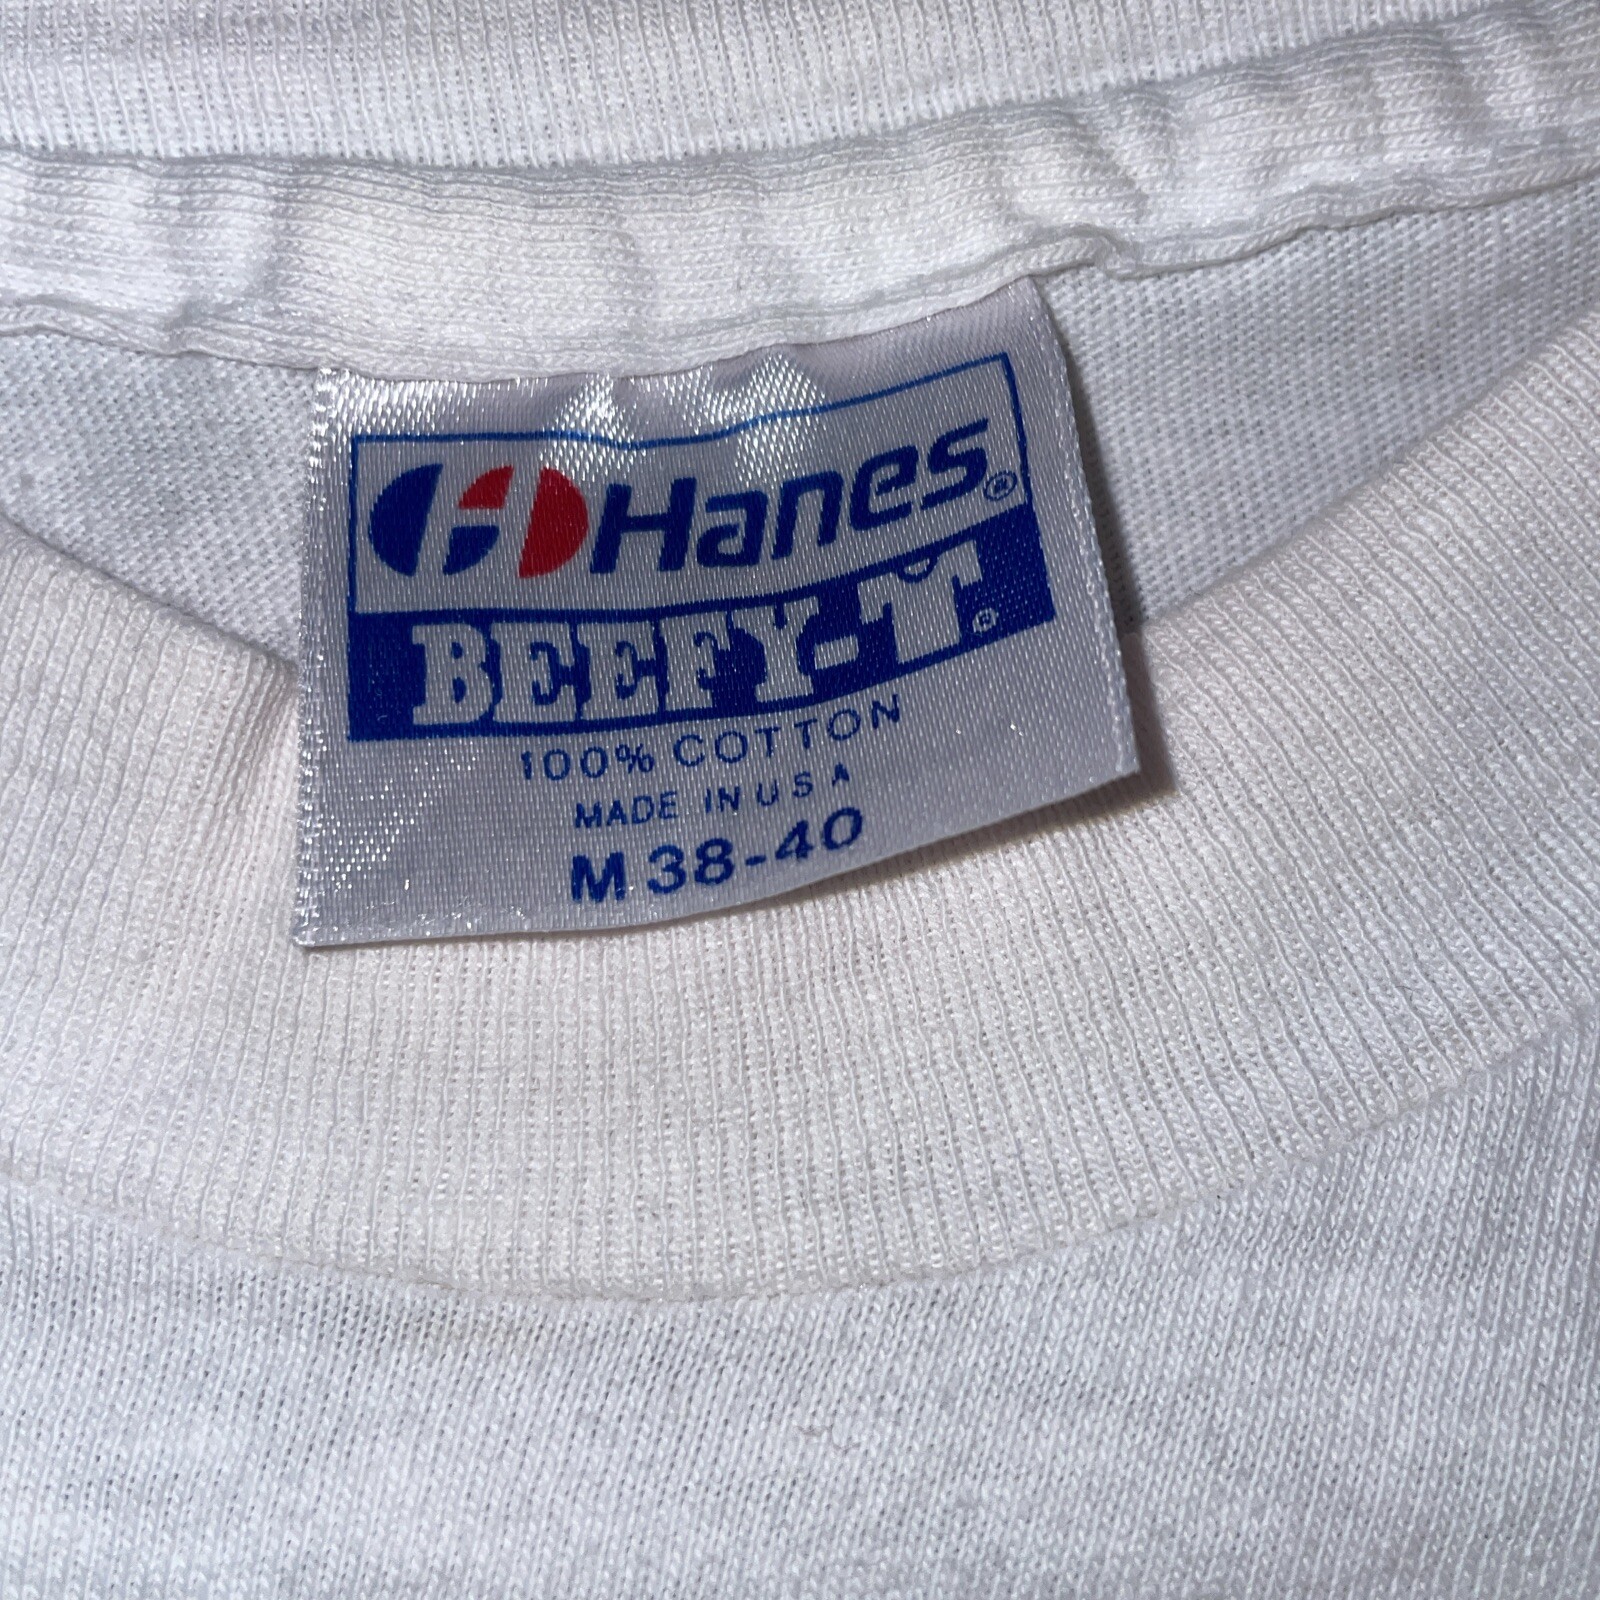 H Hanes®
BEEFY-T®
100% COTTON
MADE IN U S A
M 38-40